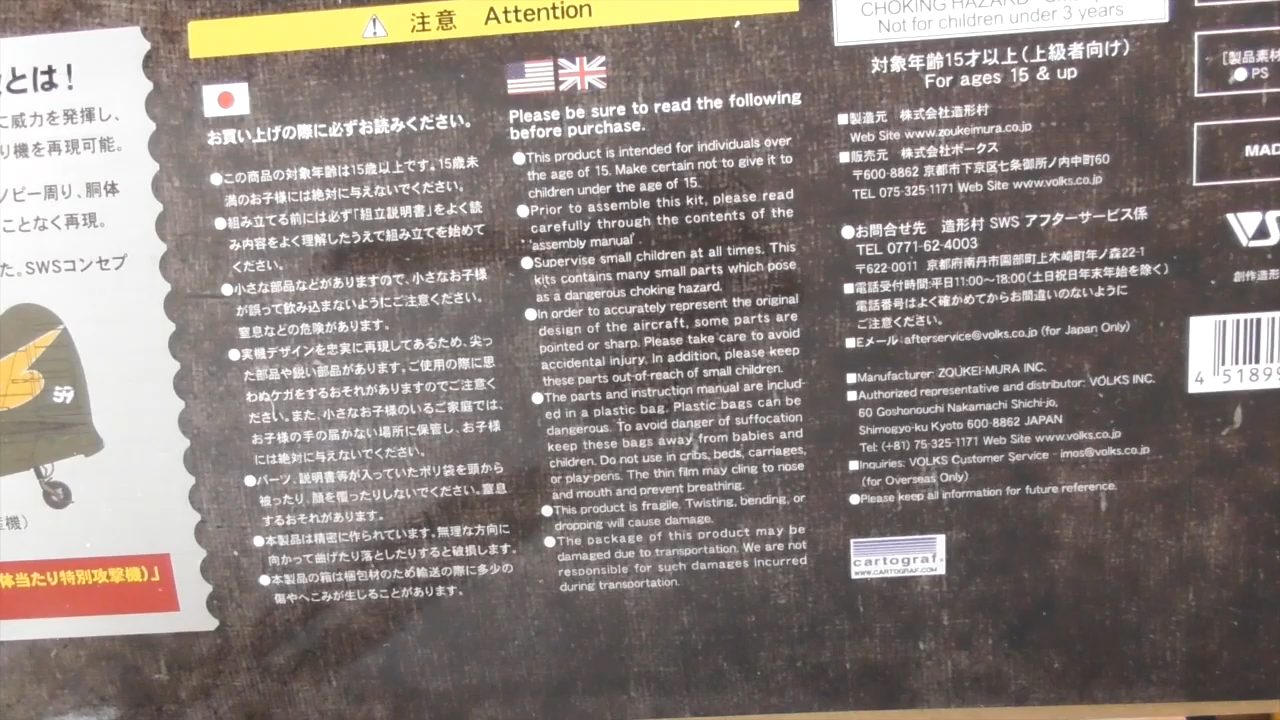 とは!
に威力を発揮し、
り機を再現可能。
ノピー周り、胴体
ことなく再現。
た。SWSコンセプ
59
機)
体当たり特別攻撃機)」
注意 Attention
お買い上げの際に必ずお読みください。
●この商品の対象年齢は15歳以上です。15歳未
満のお子様には絶対に与えないでください。
●組み立てる前には必ず「組立説明書」をよく読
み内容をよく理解したうえで組み立てを始めて
ください。
●小さな部品などがありますので、小さなお子様
が誤って飲み込まないようにご注意ください。
窒息などの危険があります。
●実機デザインを忠実に再現してあるため、尖っ
た部品や鋭い部品があります。ご使用の際に思
わぬケガをするおそれがありますのでご注意く
ださい。また、小さなお子様のいるご家庭では、
お子様の手の届かない場所に保管し、お子様
には絶対に与えないでください。
●パーツ、説明書等が入っていたポリ袋を頭から
被ったり、顔を覆ったりしないでください。窒息
するおそれがあります。
●本製品は精密に作られています。無理な方向に
向かって曲げたり落としたりすると破損します。
●本製品の箱は梱包材のため輸送の際に多少の
傷やへこみが生じることがあります。
Please be sure to read the following
before purchase.
●This product is intended for individuals over
the age of 15. Make certain not to give it to
children under the age of 15.
●Prior to assemble this kit, please read
carefully through the contents of the
"assembly manual".
●Supervise small children at all times. This
kits contains many small parts which pose
as a dangerous choking hazard.
●In order to accurately represent the original
design of the aircraft, some parts are
pointed or sharp. Please take care to avoid
accidental injury. In addition, please keep
these parts out-of-reach of small children.
●The parts and instruction manual are includ-
ed in a plastic bag. Plastic bags can be
dangerous. To avoid danger of suffocation
keep these bags away from babies and
children. Do not use in cribs, beds, carriages,
or play-pens. The thin film may cling to nose
and mouth and prevent breathing.
●This product is fragile. Twisting, bending, or
dropping will cause damage.
●The package of this product may be
damaged due to transportation. We are not
responsible for such damages incurred
during transportation.
CHOKING HAZARD
Not for children under 3 years
対象年齢15才以上(上級者向け)
For ages 15 & up
■製造元 株式会社造形村
Web Site www.zoukeimura.co.jp
■販売元 株式会社ボークス
〒600-8862 京都市下京区七条御所ノ内中町60
TEL 075-325-1171 Web Site www.volks.co.jp
●お問合せ先 造形村 SWS アフターサービス係
TEL 0771-62-4003
〒622-0011 京都府南丹市園部町上木崎町年ノ森22-1
■電話受付時間:平日11:00～18:00(土日祝日年末年始を除く)
電話番号はよく確かめてからお間違いのないように
ご注意ください。
■Eメール:afterservice@volks.co.jp (for Japan Only)
■Manufacturer: ZOUKEI-MURA INC.
■Authorized representative and distributor: VOLKS INC.
60 Goshonouchi Nakamachi Shichi-jo,
Shimogyo-ku Kyoto 600-8862 JAPAN
Tel: (+81) 75-325-1171 Web Site www.volks.co.jp
■Inquiries: VOLKS Customer Service - imos@volks.co.jp
(for Overseas Only)
●Please keep all information for future reference.
cartograf
WWW.CARTOGRAF.COM
[製品素材
●PS
MAD
VS
創作造形
4 51899